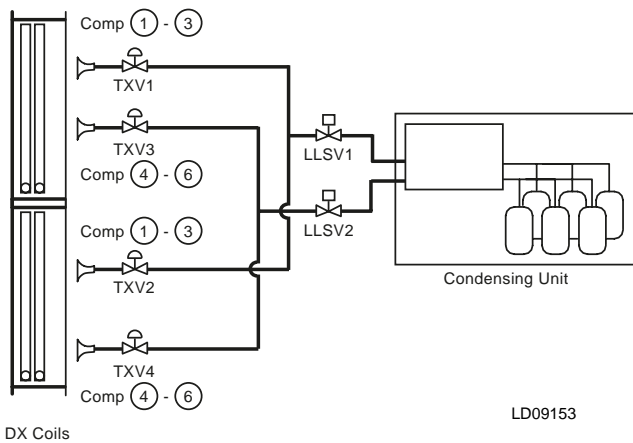 Comp 1 - 3
TXV1
TXV3
Comp 4 - 6
LLSV1
LLSV2
Comp 1 - 3
TXV2
Condensing Unit
TXV4
Comp 4 - 6
LD09153
DX Coils